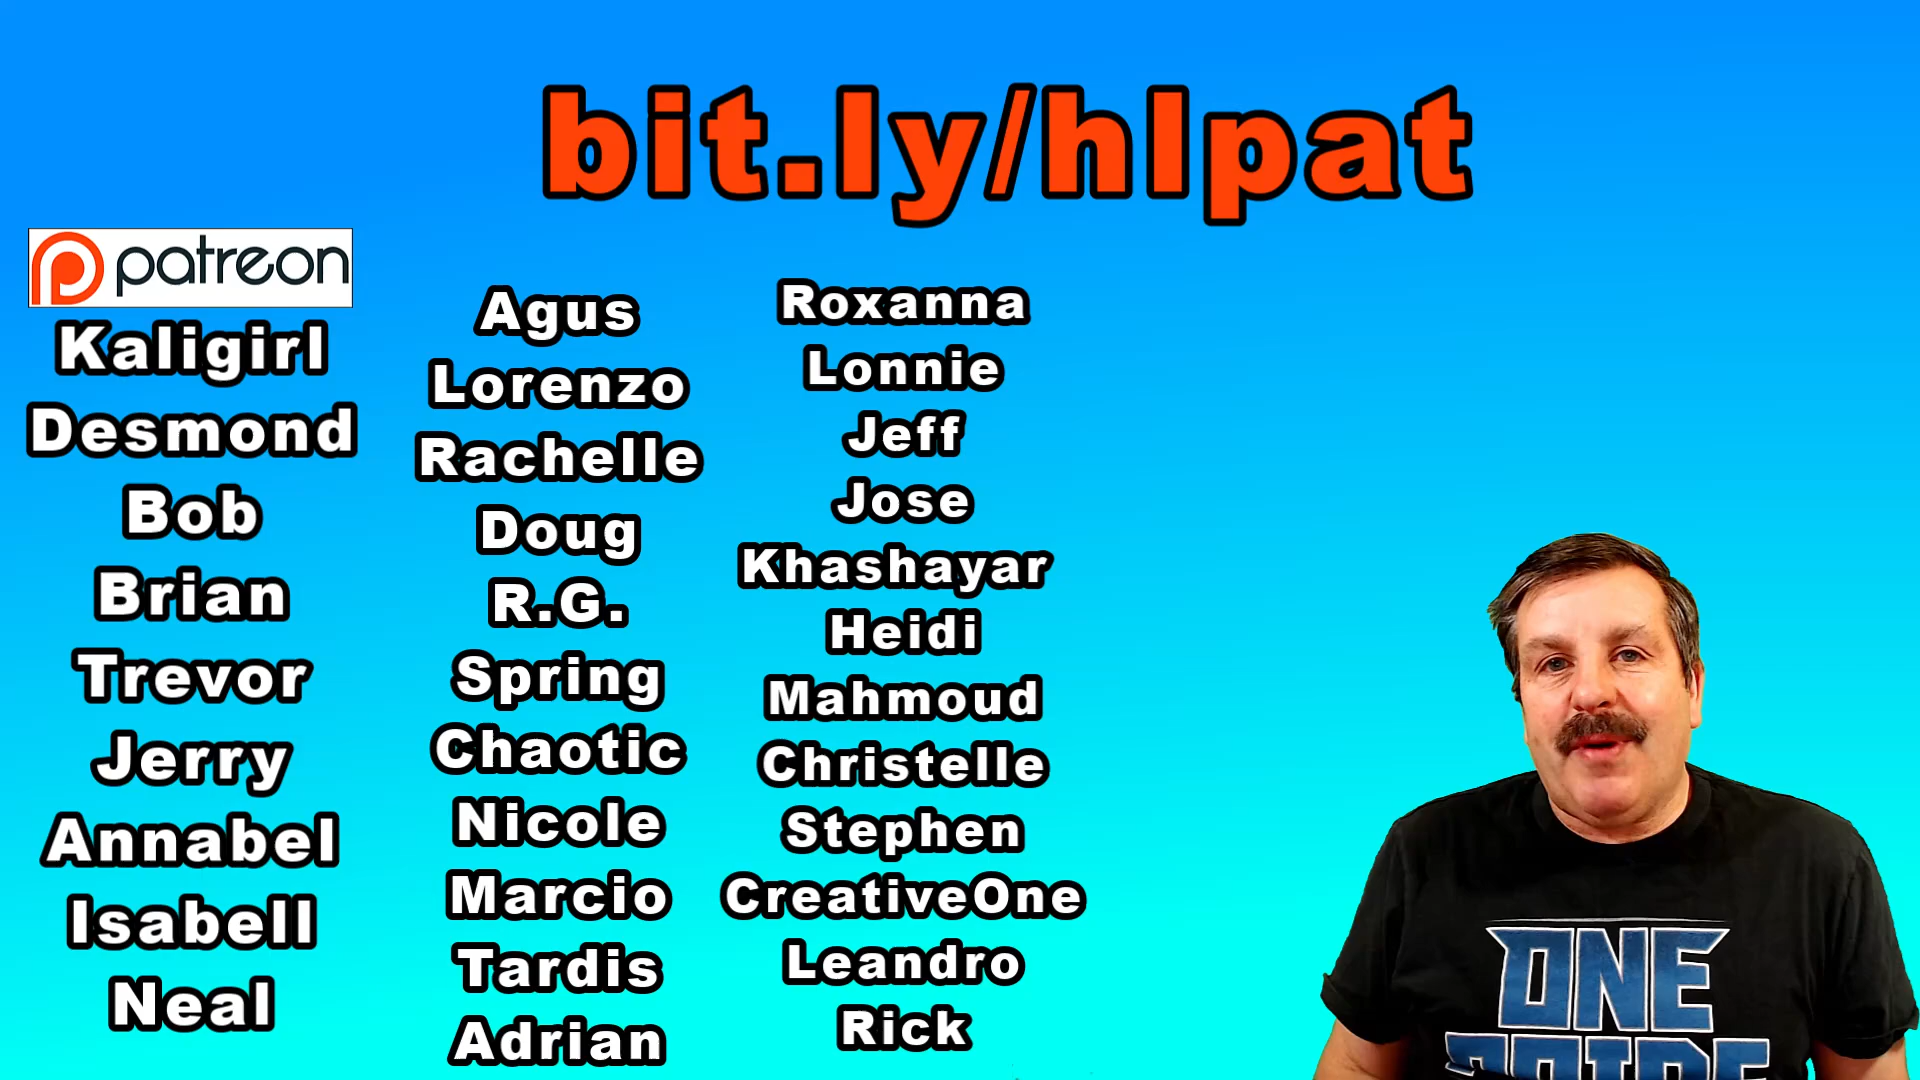 bit.ly/hlpat
patreon
Kaligirl
Desmond
Bob
Brian
Trevor
Jerry
Annabel
Isabell
Neal
Agus
Lorenzo
Rachelle
Doug
R.G.
Spring
Chaotic
Nicole
Marcio
Tardis
Adrian
Roxanna
Lonnie
Jeff
Jose
Khashayar
Heidi
Mahmoud
Christelle
Stephen
CreativeOne
Leandro
Rick
ONE